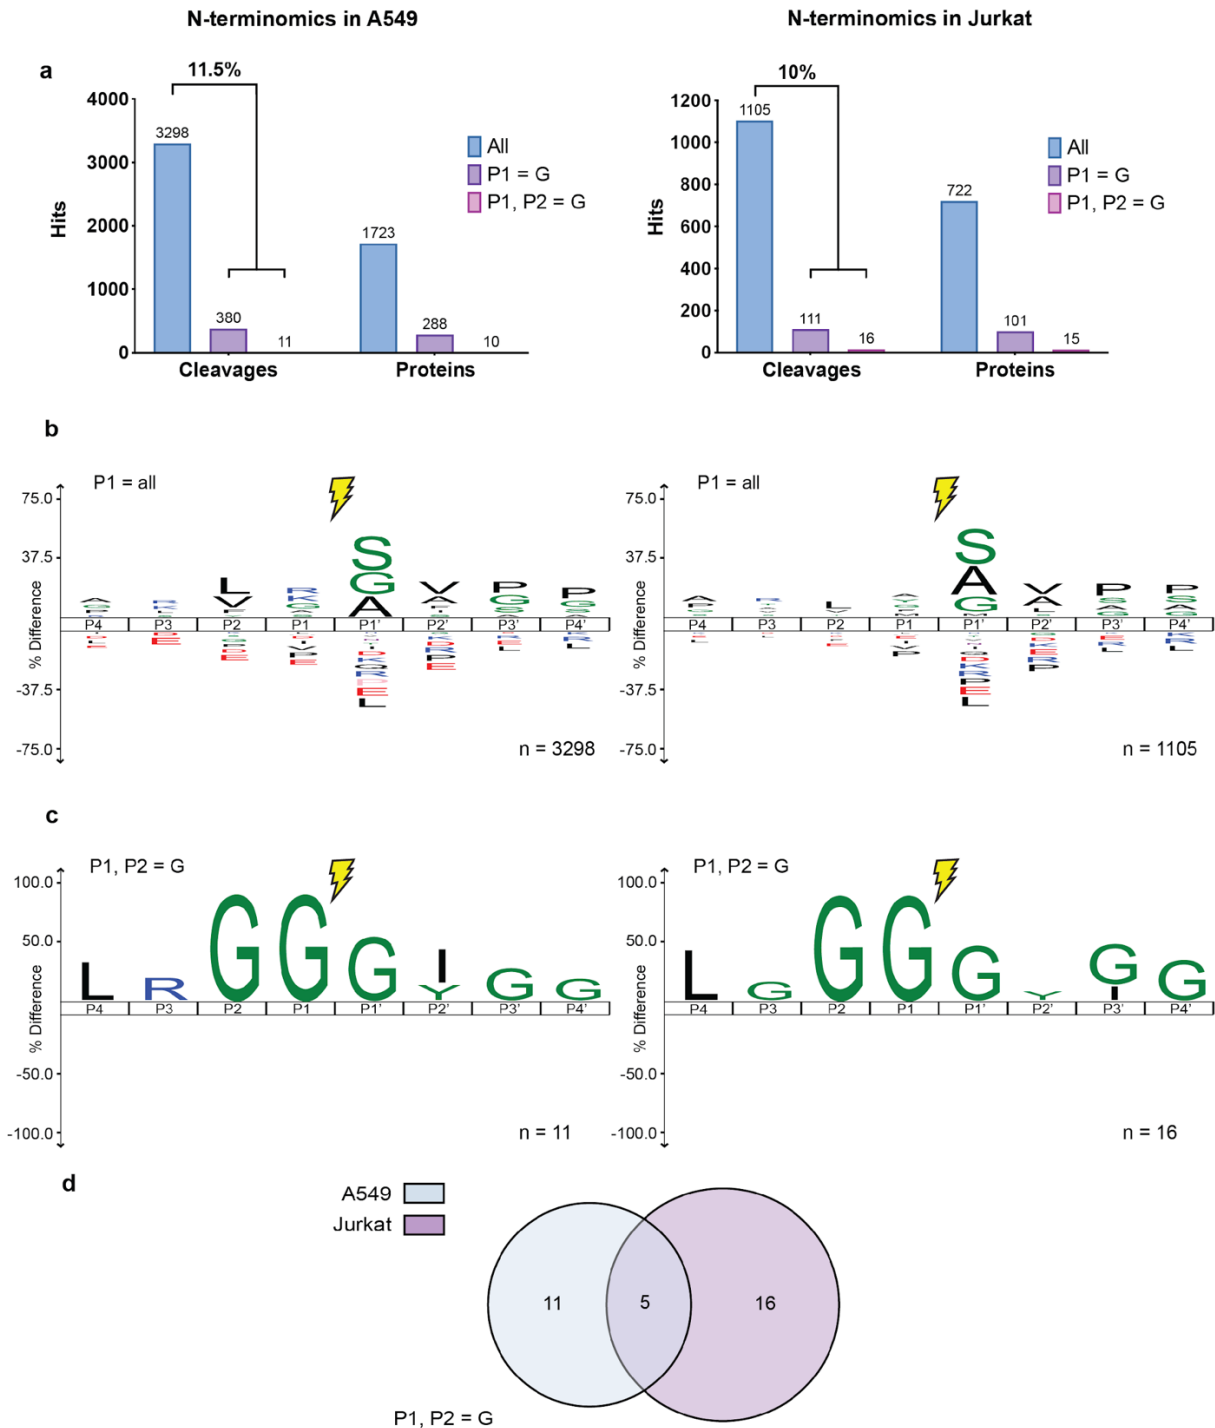 N-terminomics in A549
N-terminomics in Jurkat
a
11.5%
4000
3000
2000
1000
0
Hits
3298
380
11
1723
288
10
Cleavages
Proteins
All
P1 = G
P1, P2 = G
10%
1200
1000
800
600
400
200
0
Hits
1105
111
16
722
101
15
Cleavages
Proteins
All
P1 = G
P1, P2 = G
b
P1 = all
75.0
37.5
-37.5
-75.0
% Difference
S
G
A
L
V
V
A
P
G
S
P
G
P4
P3
P2
P1
P1'
P2'
P3'
P4'
n = 3298
P1 = all
75.0
37.5
-37.5
-75.0
% Difference
S
A
G
P4
P3
P2
P1
P1'
P2'
P3'
P4'
n = 1105
c
P1, P2 = G
100.0
50.0
-50.0
-100.0
% Difference
L R G G G I G G
Y
P4
P3
P2
P1
P1'
P2'
P3'
P4'
n = 11
P1, P2 = G
100.0
50.0
-50.0
-100.0
% Difference
L G G G G Y G G
I
P4
P3
P2
P1
P1'
P2'
P3'
P4'
n = 16
d
A549
Jurkat
11
5
16
P1, P2 = G